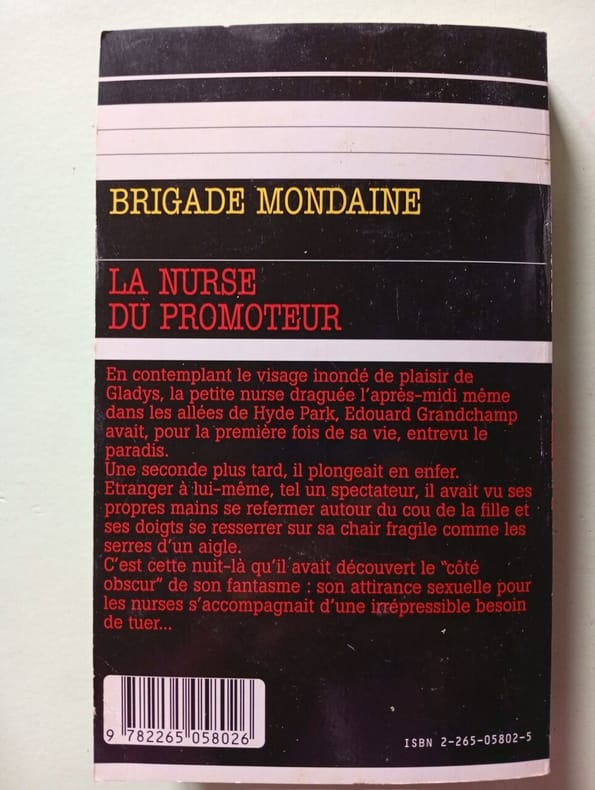 BRIGADE MONDAINE
LA NURSE
DU PROMOTEUR
En contemplant le visage inondé de plaisir de
Gladys, la petite nurse draguée l'après-midi même
dans les allées de Hyde Park, Edouard Grandchamp
avait, pour la première fois de sa vie, entrevu le
paradis.
Une seconde plus tard, il plongeait en enfer.
Etranger à lui-même, tel un spectateur, il avait vu ses
propres mains se refermer autour du cou de la fille et
ses doigts se resserrer sur sa chair fragile comme les
serres d'un aigle.
C'est cette nuit-là qu'il avait découvert le "côté
obscur" de son fantasme : son attirance sexuelle pour
les nurses s'accompagnait d'une irrépressible besoin
de tuer...
9 782265 058026
ISBN 2-265-05802-5